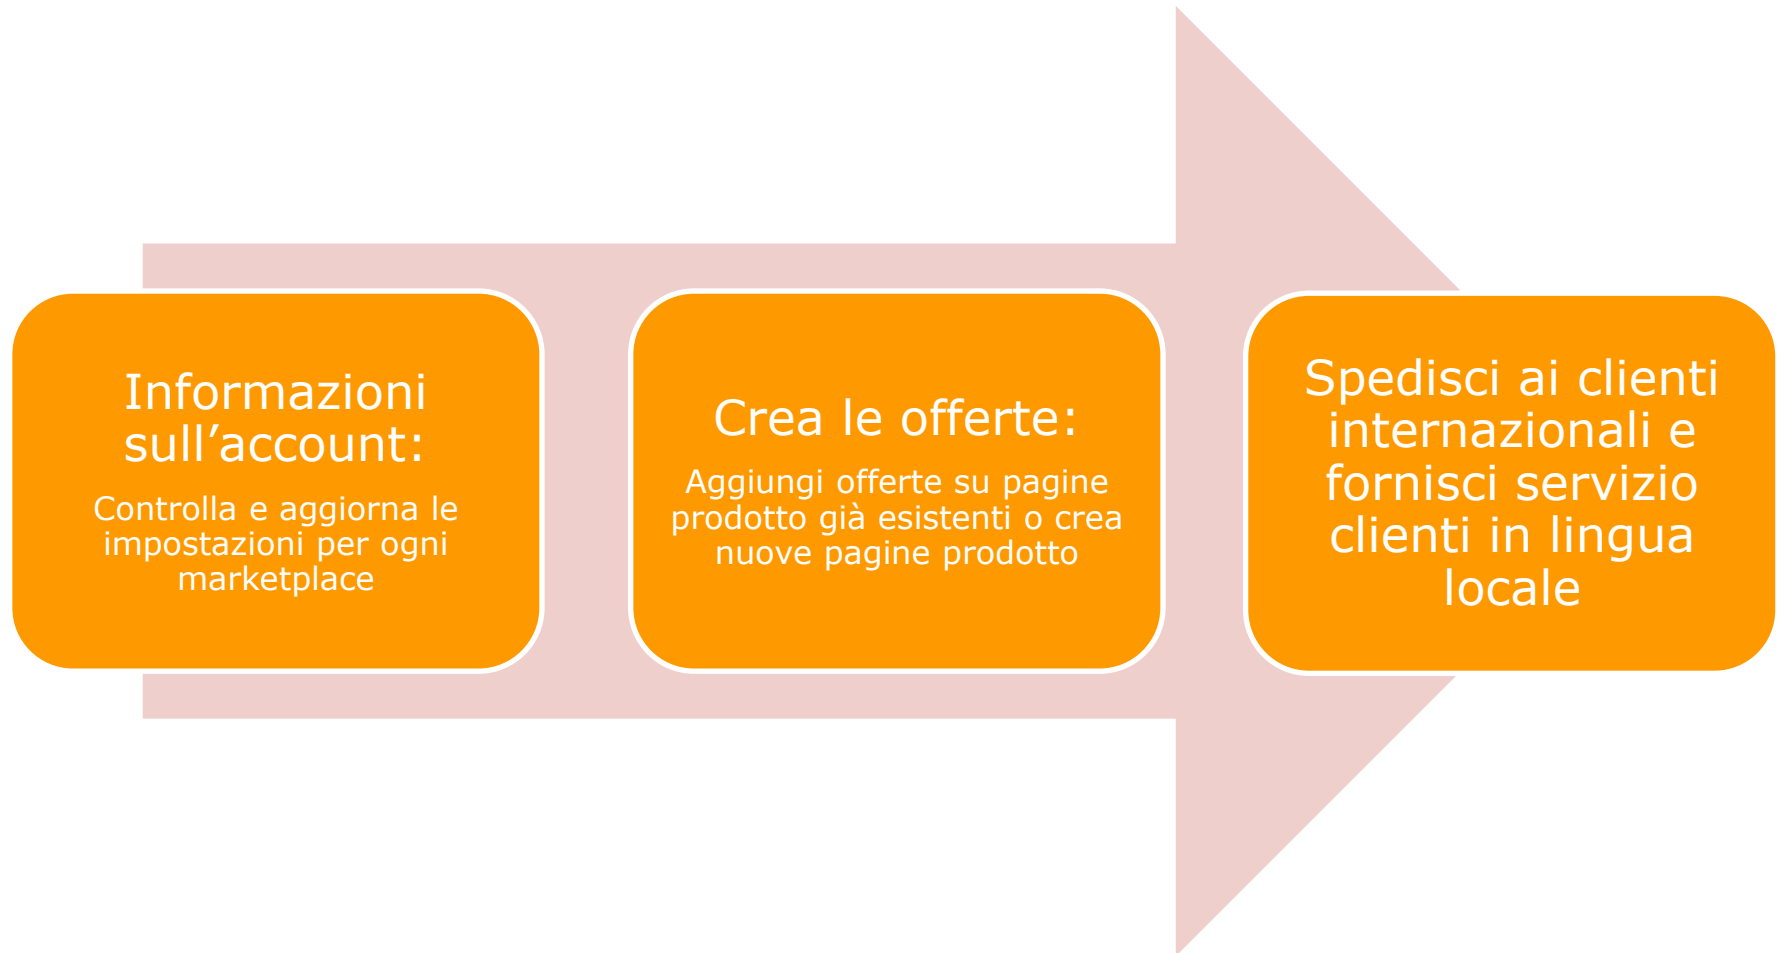 Informazioni
sull’account:
Controlla e aggiorna le
impostazioni per ogni
marketplace
Crea le offerte:
Aggiungi offerte su pagine
prodotto già esistenti o crea
nuove pagine prodotto
Spedisci ai clienti
internazionali e
fornisci servizio
clienti in lingua
locale